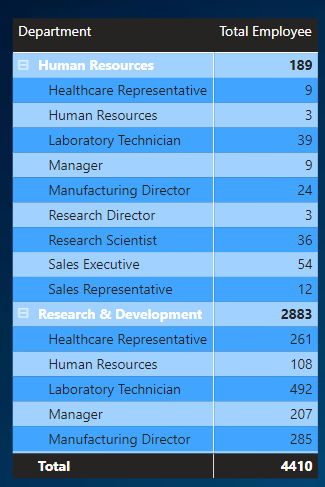 Department Total Employee
Human Resources 189
Healthcare Representative 9
Human Resources 3
Laboratory Technician 39
Manager 9
Manufacturing Director 24
Research Director 3
Research Scientist 36
Sales Executive 54
Sales Representative 12
Research & Development 2883
Healthcare Representative 261
Human Resources 108
Laboratory Technician 492
Manager 207
Manufacturing Director 285
Total 4410